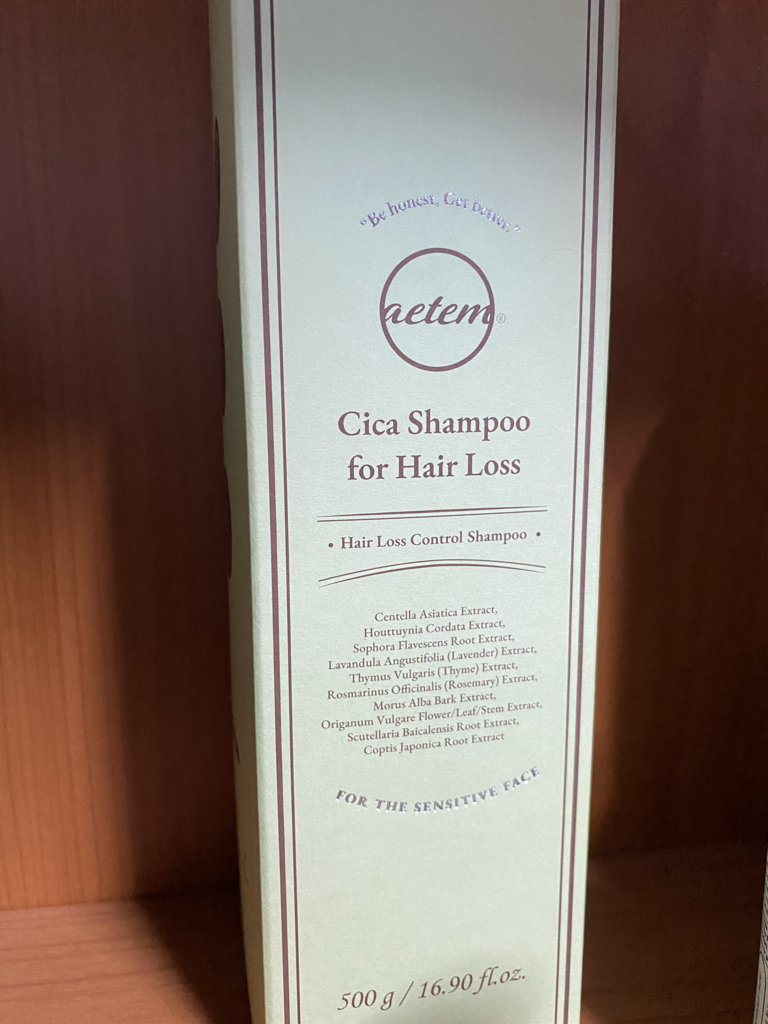 “Be honest, Get better.”
aetem®
Cica Shampoo
for Hair Loss
• Hair Loss Control Shampoo •
Centella Asiatica Extract,
Houttuynia Cordata Extract,
Sophora Flavescens Root Extract,
Lavandula Angustifolia (Lavender) Extract,
Thymus Vulgaris (Thyme) Extract,
Rosmarinus Officinalis (Rosemary) Extract,
Morus Alba Bark Extract,
Origanum Vulgare Flower/Leaf/Stem Extract,
Scutellaria Baicalensis Root Extract,
Coptis Japonica Root Extract
FOR THE SENSITIVE FACE
500 g / 16.90 fl.oz.